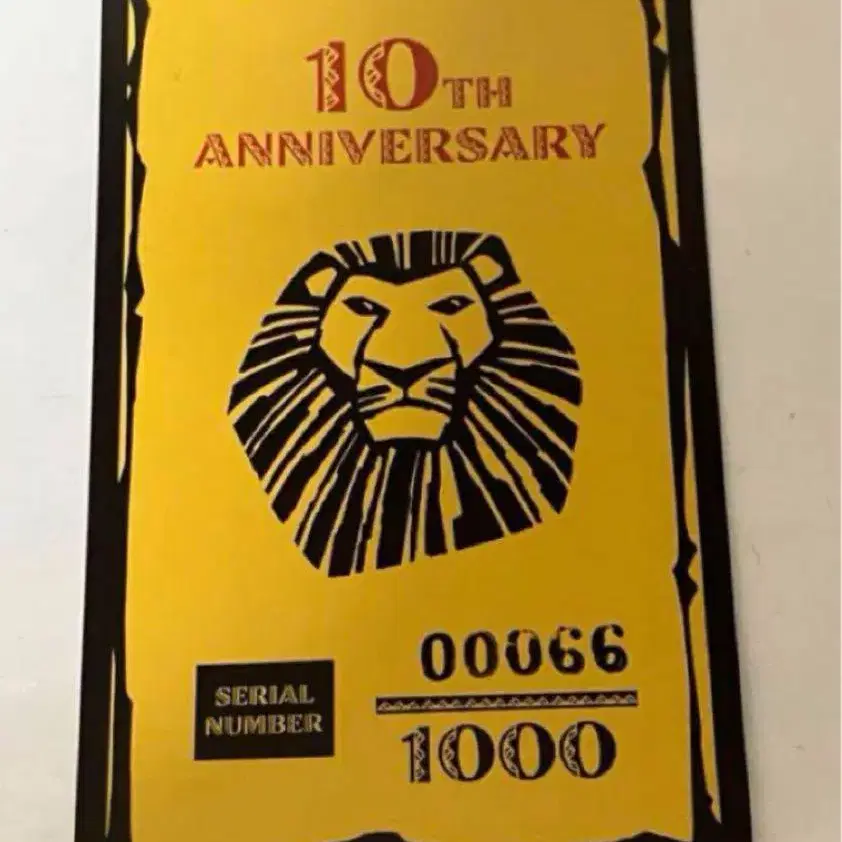 10TH
ANNIVERSARY
00066
SERIAL
NUMBER
1000